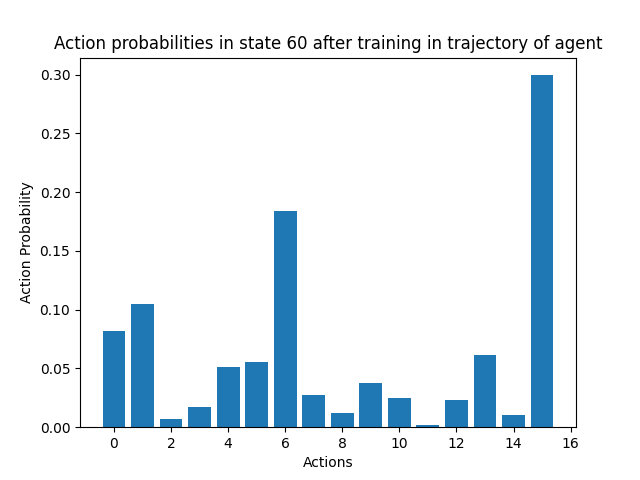 Action probabilities in state 60 after training in trajectory of agent
0.30
0.25
0.20
0.15
0.10
0.05
0.00
Action Probability
0 2 4 6 8 10 12 14 16
Actions